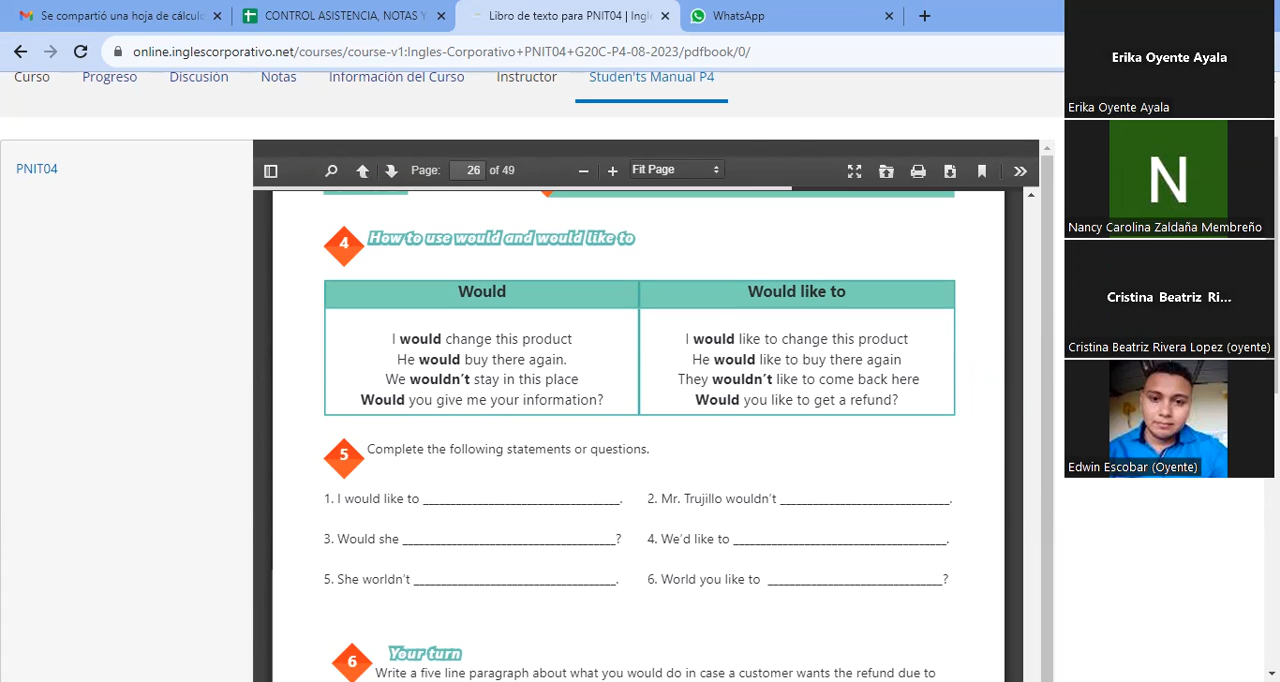 Se compartió una hoja de cálculo
CONTROL ASISTENCIA, NOTAS Y
Libro de texto para PNIT04 | Ingle
WhatsApp
online.inglescorporativo.net/courses/course-v1:Ingles-Corporativo+PNIT04+G20C-P4-08-2023/pdfbook/0/
Curso Progreso Discusión Notas Información del Curso Instructor Studen'ts Manual P4
PNIT04
Page: 26 of 49 Fit Page
4 How to use would and would like to
Would Would like to
I would change this product I would like to change this product
He would buy there again. He would like to buy there again
We wouldn't stay in this place They wouldn't like to come back here
Would you give me your information? Would you like to get a refund?
5 Complete the following statements or questions.
1. I would like to ____________________. 2. Mr. Trujillo wouldn't ____________________.
3. Would she ____________________? 4. We'd like to ____________________.
5. She worldn't ____________________. 6. World you like to ____________________?
6 Your turn
Write a five line paragraph about what you would do in case a customer wants the refund due to
Erika Oyente Ayala
Erika Oyente Ayala
N
Nancy Carolina Zaldaña Membreño
Cristina Beatriz Ri...
Cristina Beatriz Rivera Lopez (oyente)
Edwin Escobar (Oyente)